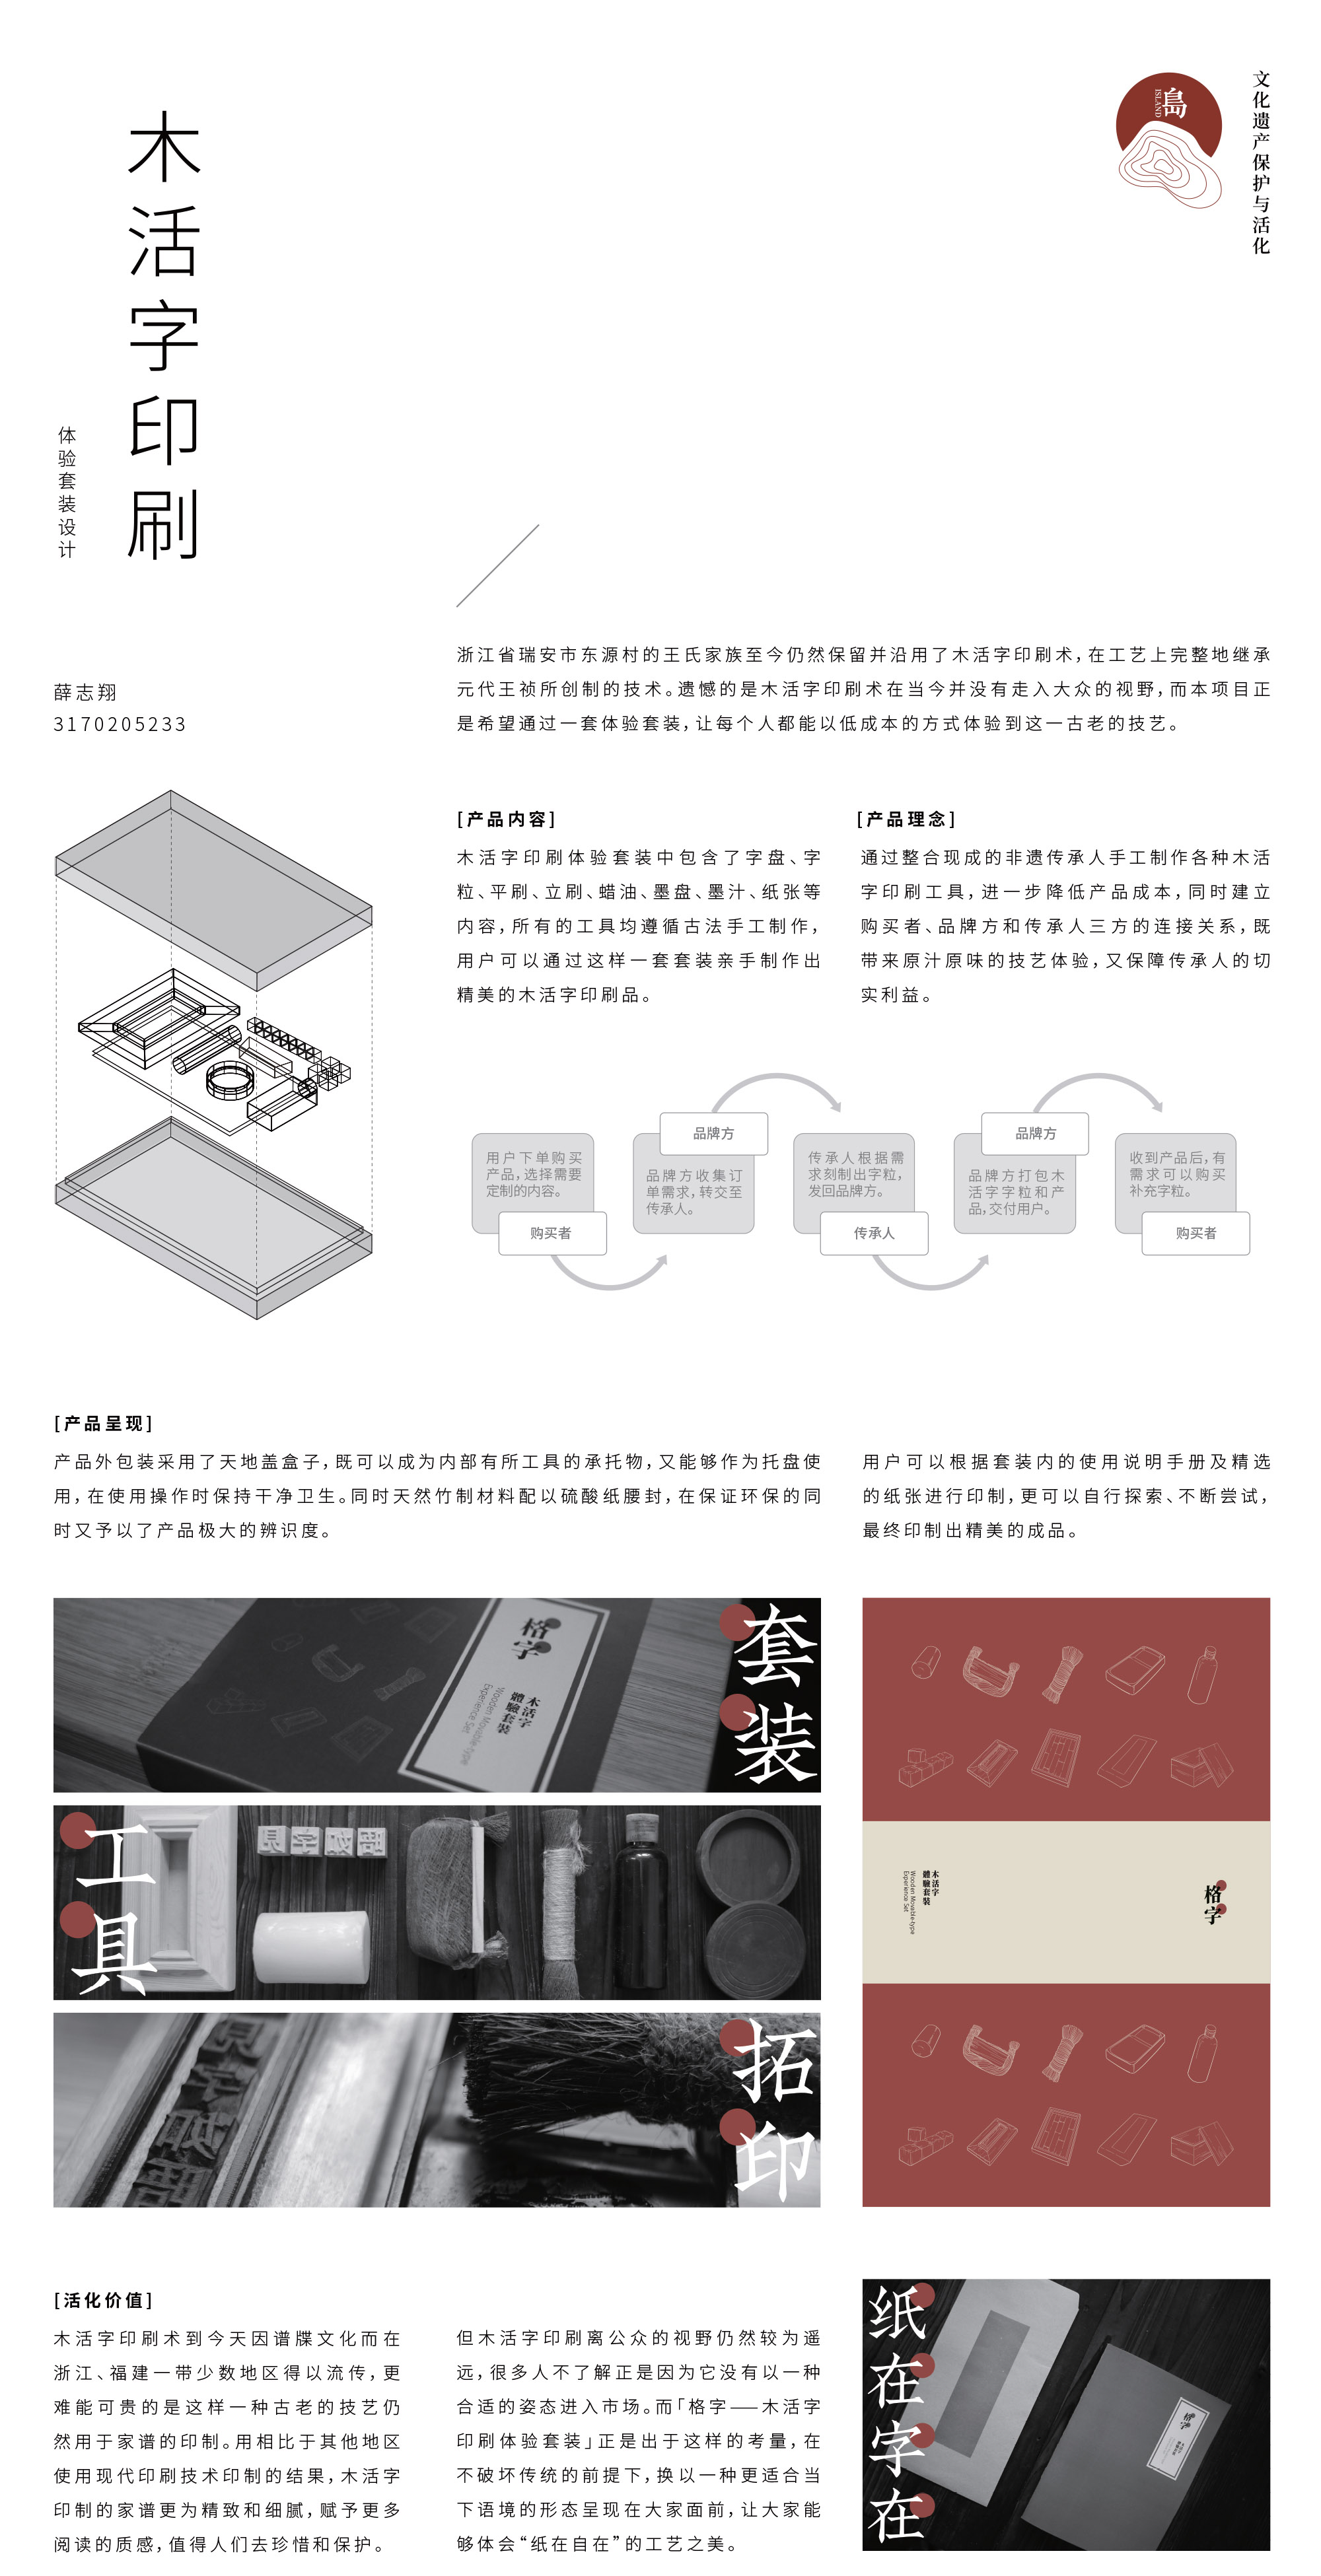 木活字印刷
体验套装设计
島
ISLAND
文化遗产保护与活化
薛志翔
3170205233
浙江省瑞安市东源村的王氏家族至今仍然保留并沿用了木活字印刷术,在工艺上完整地继承
元代王祯所创制的技术。遗憾的是木活字印刷术在当今并没有走入大众的视野,而本项目正
是希望通过一套体验套装,让每个人都能以低成本的方式体验到这一古老的技艺。
[产品内容]
木活字印刷体验套装中包含了字盘、字
粒、平刷、立刷、蜡油、墨盘、墨汁、纸张等
内容,所有的工具均遵循古法手工制作,
用户可以通过这样一套套装亲手制作出
精美的木活字印刷品。
[产品理念]
通过整合现成的非遗传承人手工制作各种木活
字印刷工具,进一步降低产品成本,同时建立
购买者、品牌方和传承人三方的连接关系,既
带来原汁原味的技艺体验,又保障传承人的切
实利益。
用户下单购买
产品,选择需要
定制的内容。
购买者
品牌方
品牌方收集订
单需求,转交至
传承人。
传承人根据需
求刻制出字粒,
发回品牌方。
传承人
品牌方
品牌方打包木
活字字粒和产
品,交付用户。
收到产品后,有
需求可以购买
补充字粒。
购买者
[产品呈现]
产品外包装采用了天地盖盒子,既可以成为内部有所工具的承托物,又能够作为托盘使
用,在使用操作时保持干净卫生。同时天然竹制材料配以硫酸纸腰封,在保证环保的同
时又予以了产品极大的辨识度。
用户可以根据套装内的使用说明手册及精选
的纸张进行印制,更可以自行探索、不断尝试,
最终印制出精美的成品。
套装
格字
木活字
體驗套裝
Wooden Movable-type
Experience Set
工具
拓印
木活字
體驗套裝
Wooden Movable-type
Experience Set
格字
[活化价值]
木活字印刷术到今天因谱牒文化而在
浙江、福建一带少数地区得以流传,更
难能可贵的是这样一种古老的技艺仍
然用于家谱的印制。用相比于其他地区
使用现代印刷技术印制的结果,木活字
印制的家谱更为精致和细腻,赋予更多
阅读的质感,值得人们去珍惜和保护。
但木活字印刷离公众的视野仍然较为遥
远,很多人不了解正是因为它没有以一种
合适的姿态进入市场。而「格字——木活字
印刷体验套装」正是出于这样的考量,在
不破坏传统的前提下,换以一种更适合当
下语境的形态呈现在大家面前,让大家能
够体会“纸在自在”的工艺之美。
纸在字在
格字